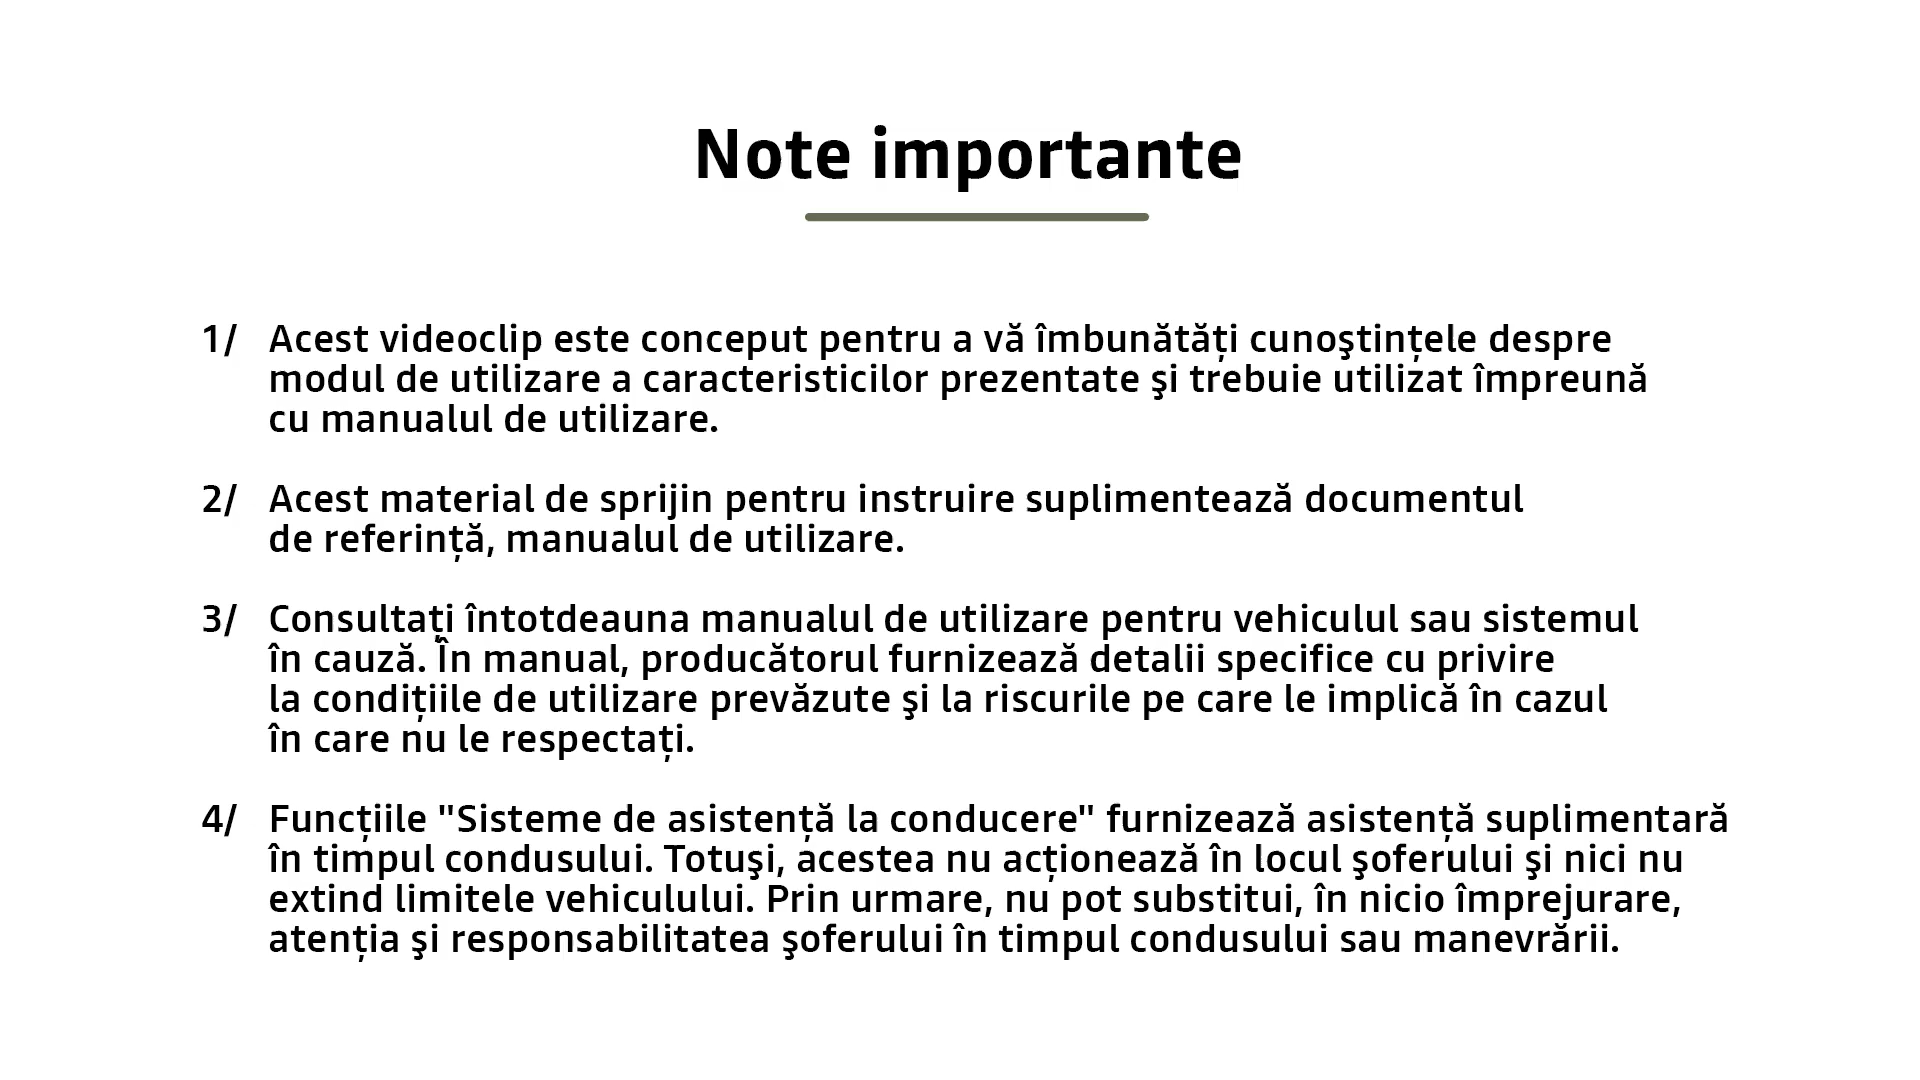 Note importante
1/ Acest videoclip este conceput pentru a vă îmbunătăți cunoştințele despre
modul de utilizare a caracteristicilor prezentate şi trebuie utilizat împreună
cu manualul de utilizare.
2/ Acest material de sprijin pentru instruire suplimentează documentul
de referință, manualul de utilizare.
3/ Consultați întotdeauna manualul de utilizare pentru vehiculul sau sistemul
în cauză. În manual, producătorul furnizează detalii specifice cu privire
la condițiile de utilizare prevăzute şi la riscurile pe care le implică în cazul
în care nu le respectați.
4/ Funcțiile "Sisteme de asistență la conducere" furnizează asistență suplimentară
în timpul condusului. Totuşi, acestea nu acționează în locul şoferului şi nici nu
extind limitele vehiculului. Prin urmare, nu pot substitui, în nicio împrejurare,
atenția şi responsabilitatea şoferului în timpul condusului sau manevrării.